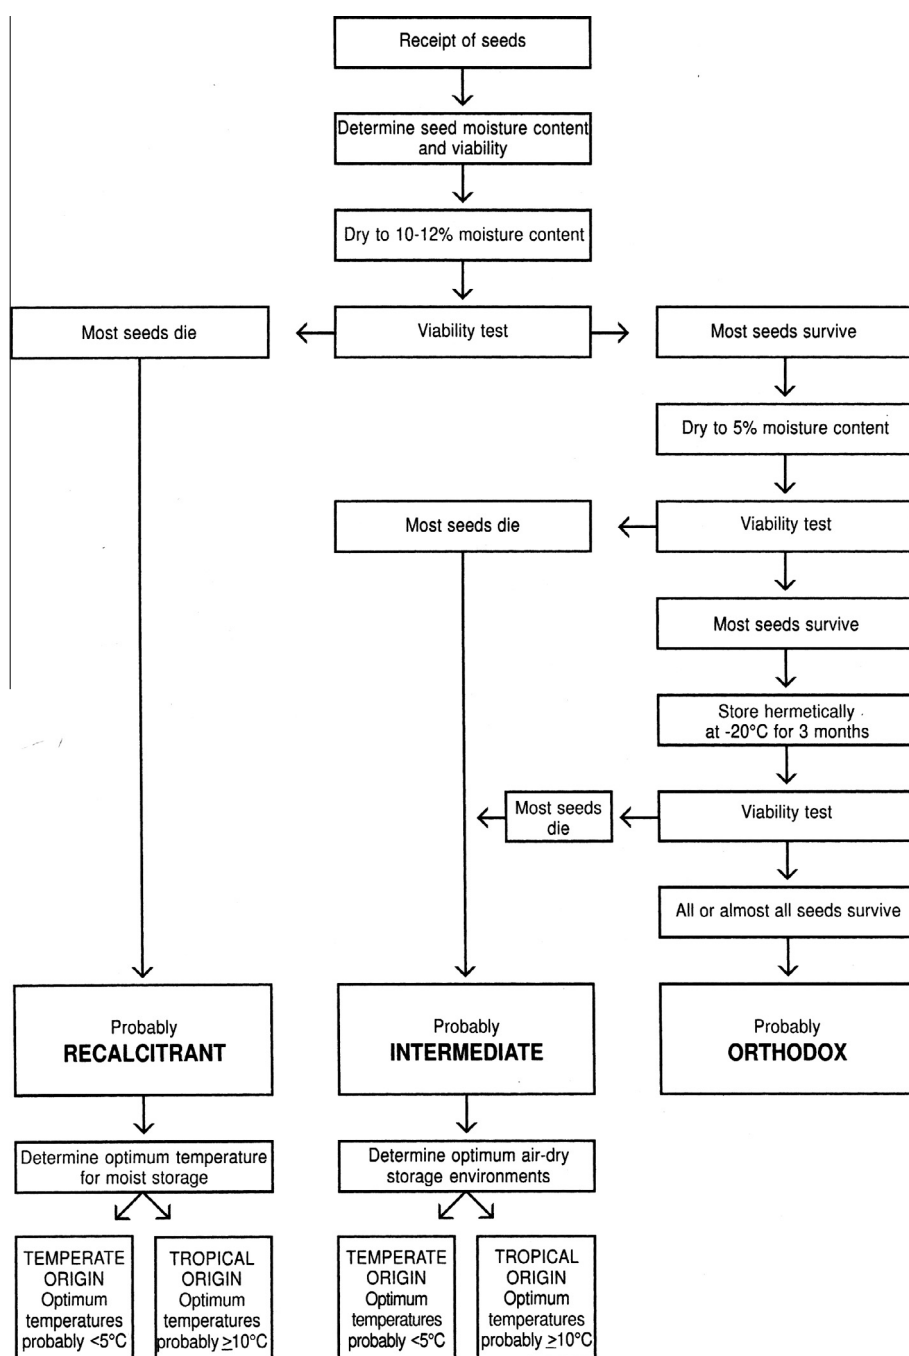 Receipt of seeds
Determine seed moisture content
and viability
Dry to 10-12% moisture content
Most seeds die
Viability test
Most seeds survive
Dry to 5% moisture content
Most seeds die
Viability test
Most seeds survive
Store hermetically
at -20°C for 3 months
Most seeds
die
Viability test
All or almost all seeds survive
Probably
RECALCITRANT
Probably
INTERMEDIATE
Probably
ORTHODOX
Determine optimum temperature
for moist storage
Determine optimum air-dry
storage environments
TEMPERATE
ORIGIN
Optimum
temperatures
probably <5°C
TROPICAL
ORIGIN
Optimum
temperatures
probably ≥10°C
TEMPERATE
ORIGIN
Optimum
temperatures
probably <5°C
TROPICAL
ORIGIN
Optimum
temperatures
probably ≥10°C